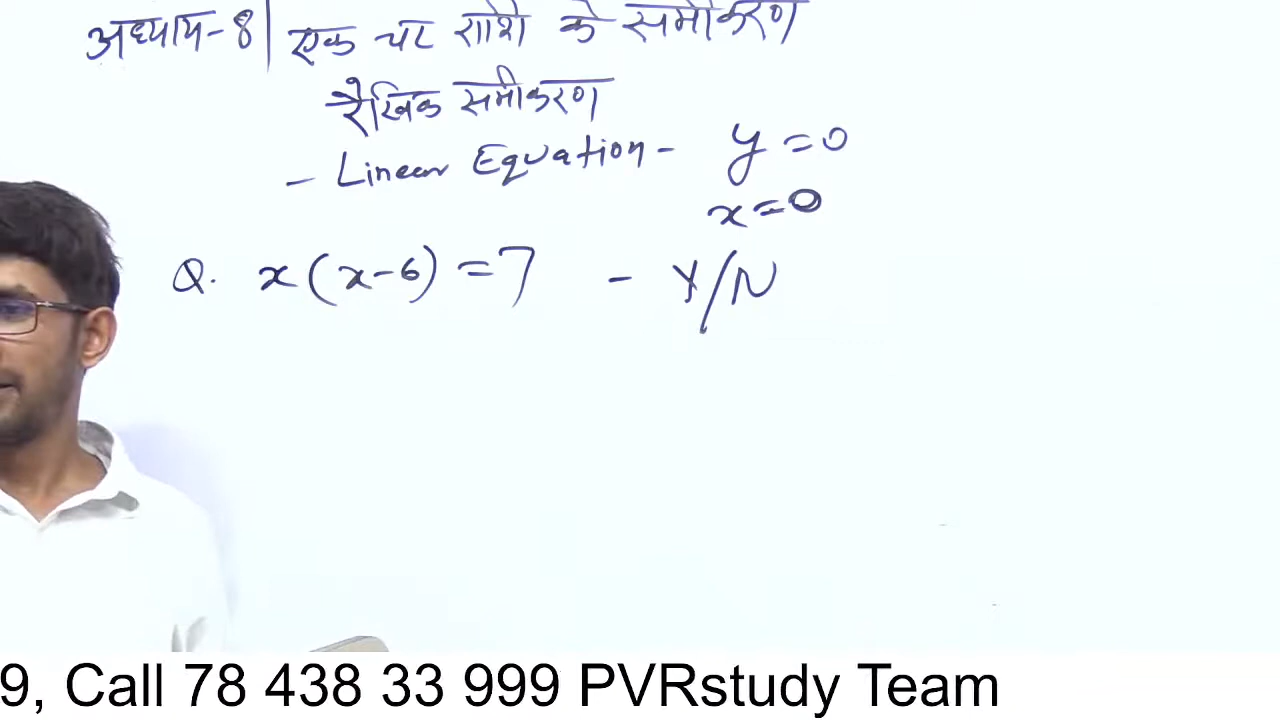 अध्याय-8| एक चर राशि के समीकरण
रैखिक समीकरण
- Linear Equation - y = 0
x = 0
Q. x(x-6) = 7 - Y/N
9, Call 78 438 33 999 PVRstudy Team